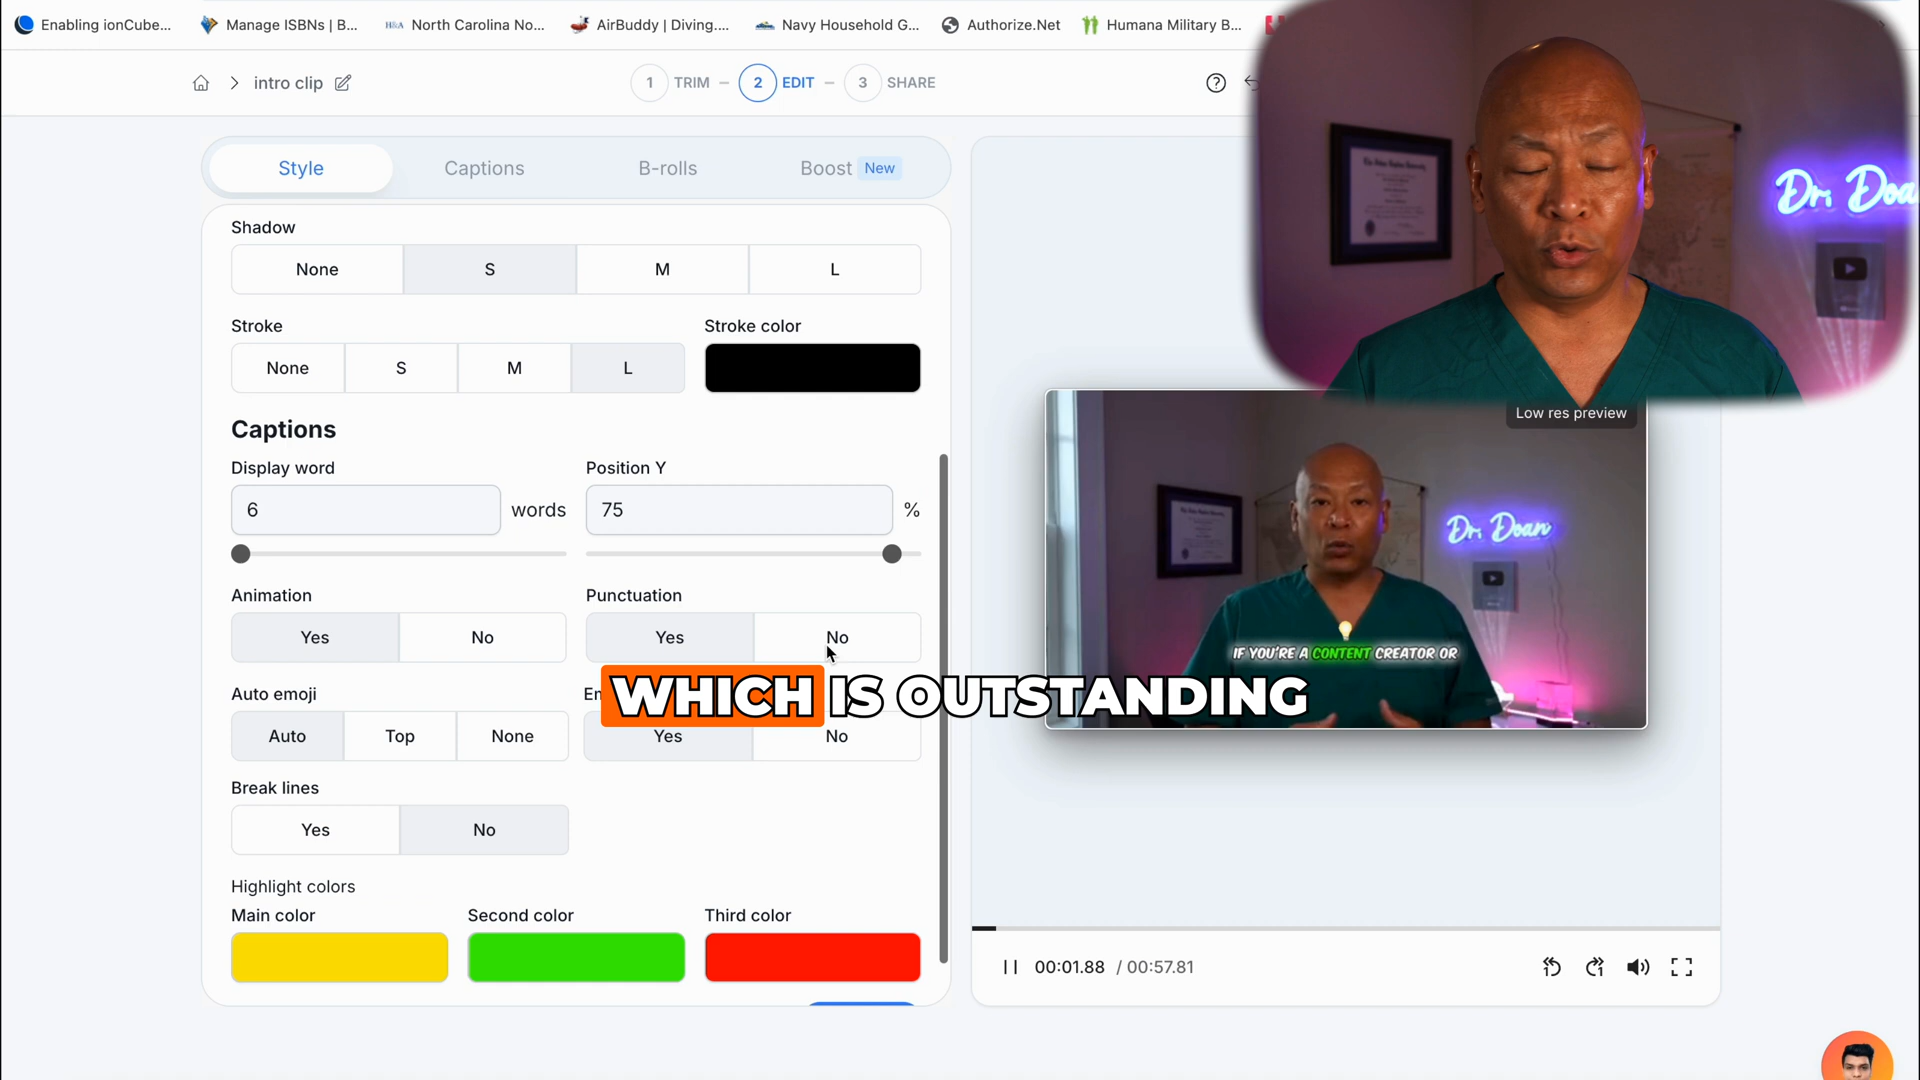 Enabling ionCube...
Manage ISBNs | B...
H&A North Carolina No...
AirBuddy | Diving....
Navy Household G...
Authorize.Net
Humana Military B...
intro clip
1 TRIM – 2 EDIT – 3 SHARE
Style
Captions
B-rolls
Boost New
Shadow
None
S
M
L
Stroke
Stroke color
None
S
M
L
Captions
Display word
Position Y
6 words
75 %
Animation
Punctuation
Yes
No
Yes
No
Auto emoji
Auto
Top
None
Yes
No
Break lines
Yes
No
Highlight colors
Main color
Second color
Third color
WHICH IS OUTSTANDING
Dr. Doa
Low res preview
Dr. Doan
IF YOU'RE A CONTENT CREATOR OR
00:01.88 / 00:57.81